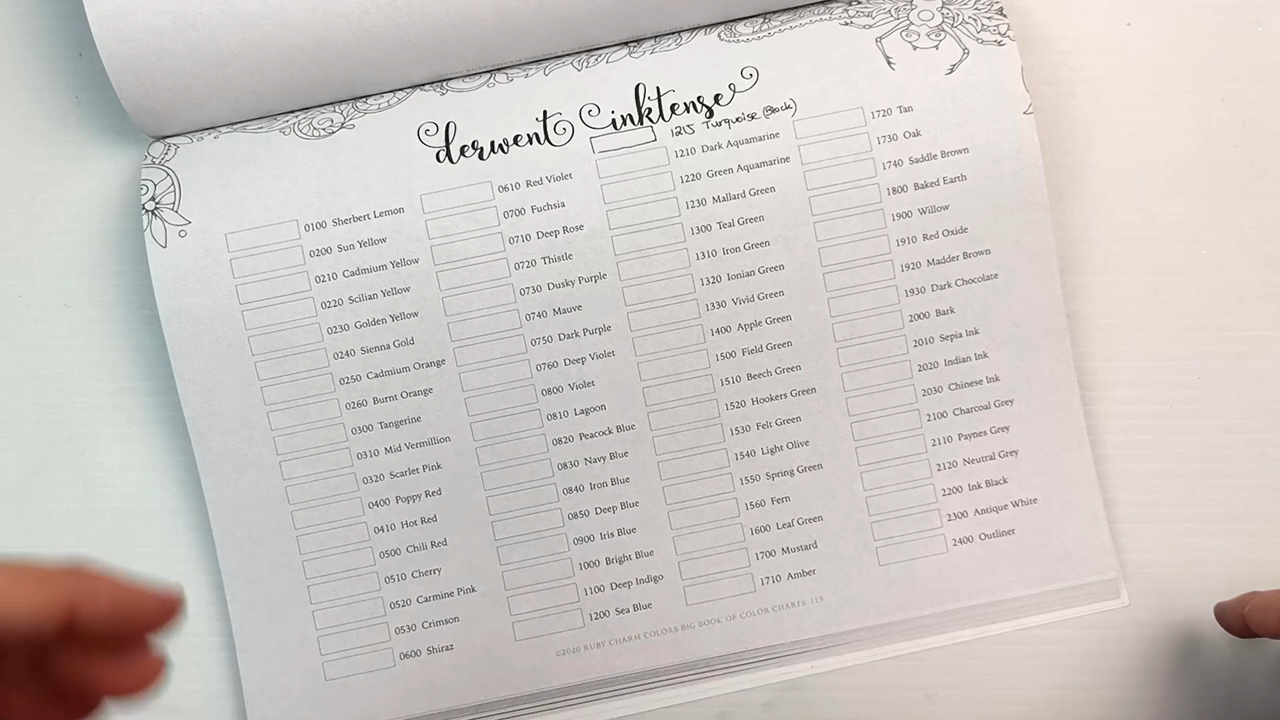 derwent inktense
0100 Sherbert Lemon
0200 Sun Yellow
0210 Cadmium Yellow
0220 Scilian Yellow
0230 Golden Yellow
0240 Sienna Gold
0250 Cadmium Orange
0260 Burnt Orange
0300 Tangerine
0310 Mid Vermillion
0320 Scarlet Pink
0400 Poppy Red
0410 Hot Red
0500 Chili Red
0510 Cherry
0520 Carmine Pink
0530 Crimson
0600 Shiraz
0610 Red Violet
0700 Fuchsia
0710 Deep Rose
0720 Thistle
0730 Dusky Purple
0740 Mauve
0750 Dark Purple
0760 Deep Violet
0800 Violet
0810 Lagoon
0820 Peacock Blue
0830 Navy Blue
0840 Iron Blue
0850 Deep Blue
0900 Iris Blue
1000 Bright Blue
1100 Deep Indigo
1200 Sea Blue
1215 Turquoise (Block)
1210 Dark Aquamarine
1220 Green Aquamarine
1230 Mallard Green
1300 Teal Green
1310 Iron Green
1320 Ionian Green
1330 Vivid Green
1400 Apple Green
1500 Field Green
1510 Beech Green
1520 Hookers Green
1530 Felt Green
1540 Light Olive
1550 Spring Green
1560 Fern
1600 Leaf Green
1700 Mustard
1710 Amber
1720 Tan
1730 Oak
1740 Saddle Brown
1800 Baked Earth
1900 Willow
1910 Red Oxide
1920 Madder Brown
1930 Dark Chocolate
2000 Bark
2010 Sepia Ink
2020 Indian Ink
2030 Chinese Ink
2100 Charcoal Grey
2110 Paynes Grey
2120 Neutral Grey
2200 Ink Black
2300 Antique White
2400 Outliner
©2020 RUBY CHARM COLORS BIG BOOK OF COLOR CHARTS 119